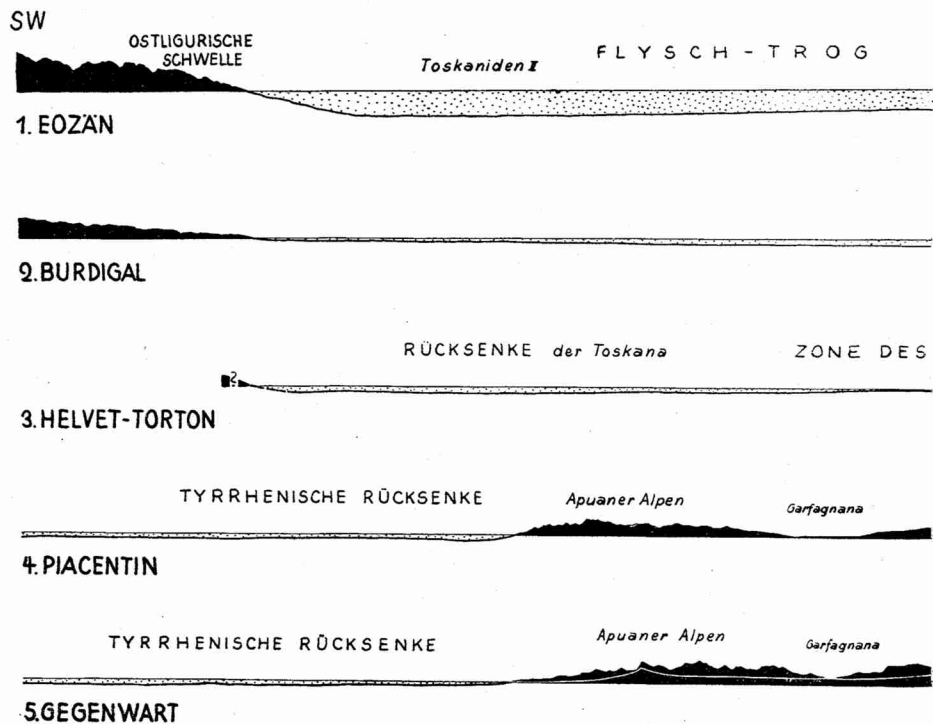 SW
OSTLIGURISCHE
SCHWELLE
Toskaniden II
FLYSCH-TROG
1. EOZÄN
2. BURDIGAL
RÜCKSENKE der Toskana
ZONE DES
?
3. HELVET-TORTON
TYRRHENISCHE RÜCKSENKE
Apuaner Alpen
Garfagnana
4. PIACENTIN
TYRRHENISCHE RÜCKSENKE
Apuaner Alpen
Garfagnana
5. GEGENWART